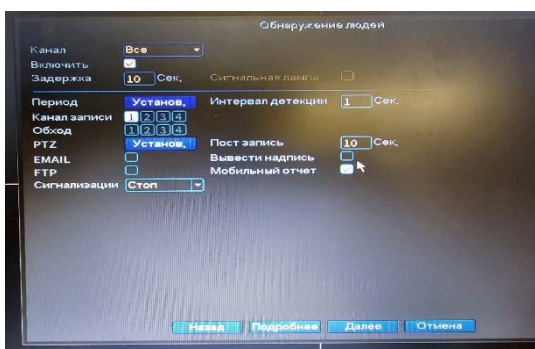 Обнаружение людей
Канал Все
Включить
Задержка 10 Сек. Сигнальная лампа
Период Установ. Интервал детекции 1 Сек.
Канал записи 1 2 3 4
Обход 1 2 3 4
PTZ Установ. Пост запись 10 Сек.
EMAIL Вывести надпись
FTP Мобильный отчет
Сигнализации Стоп
Назад Подробнее Далее Отмена